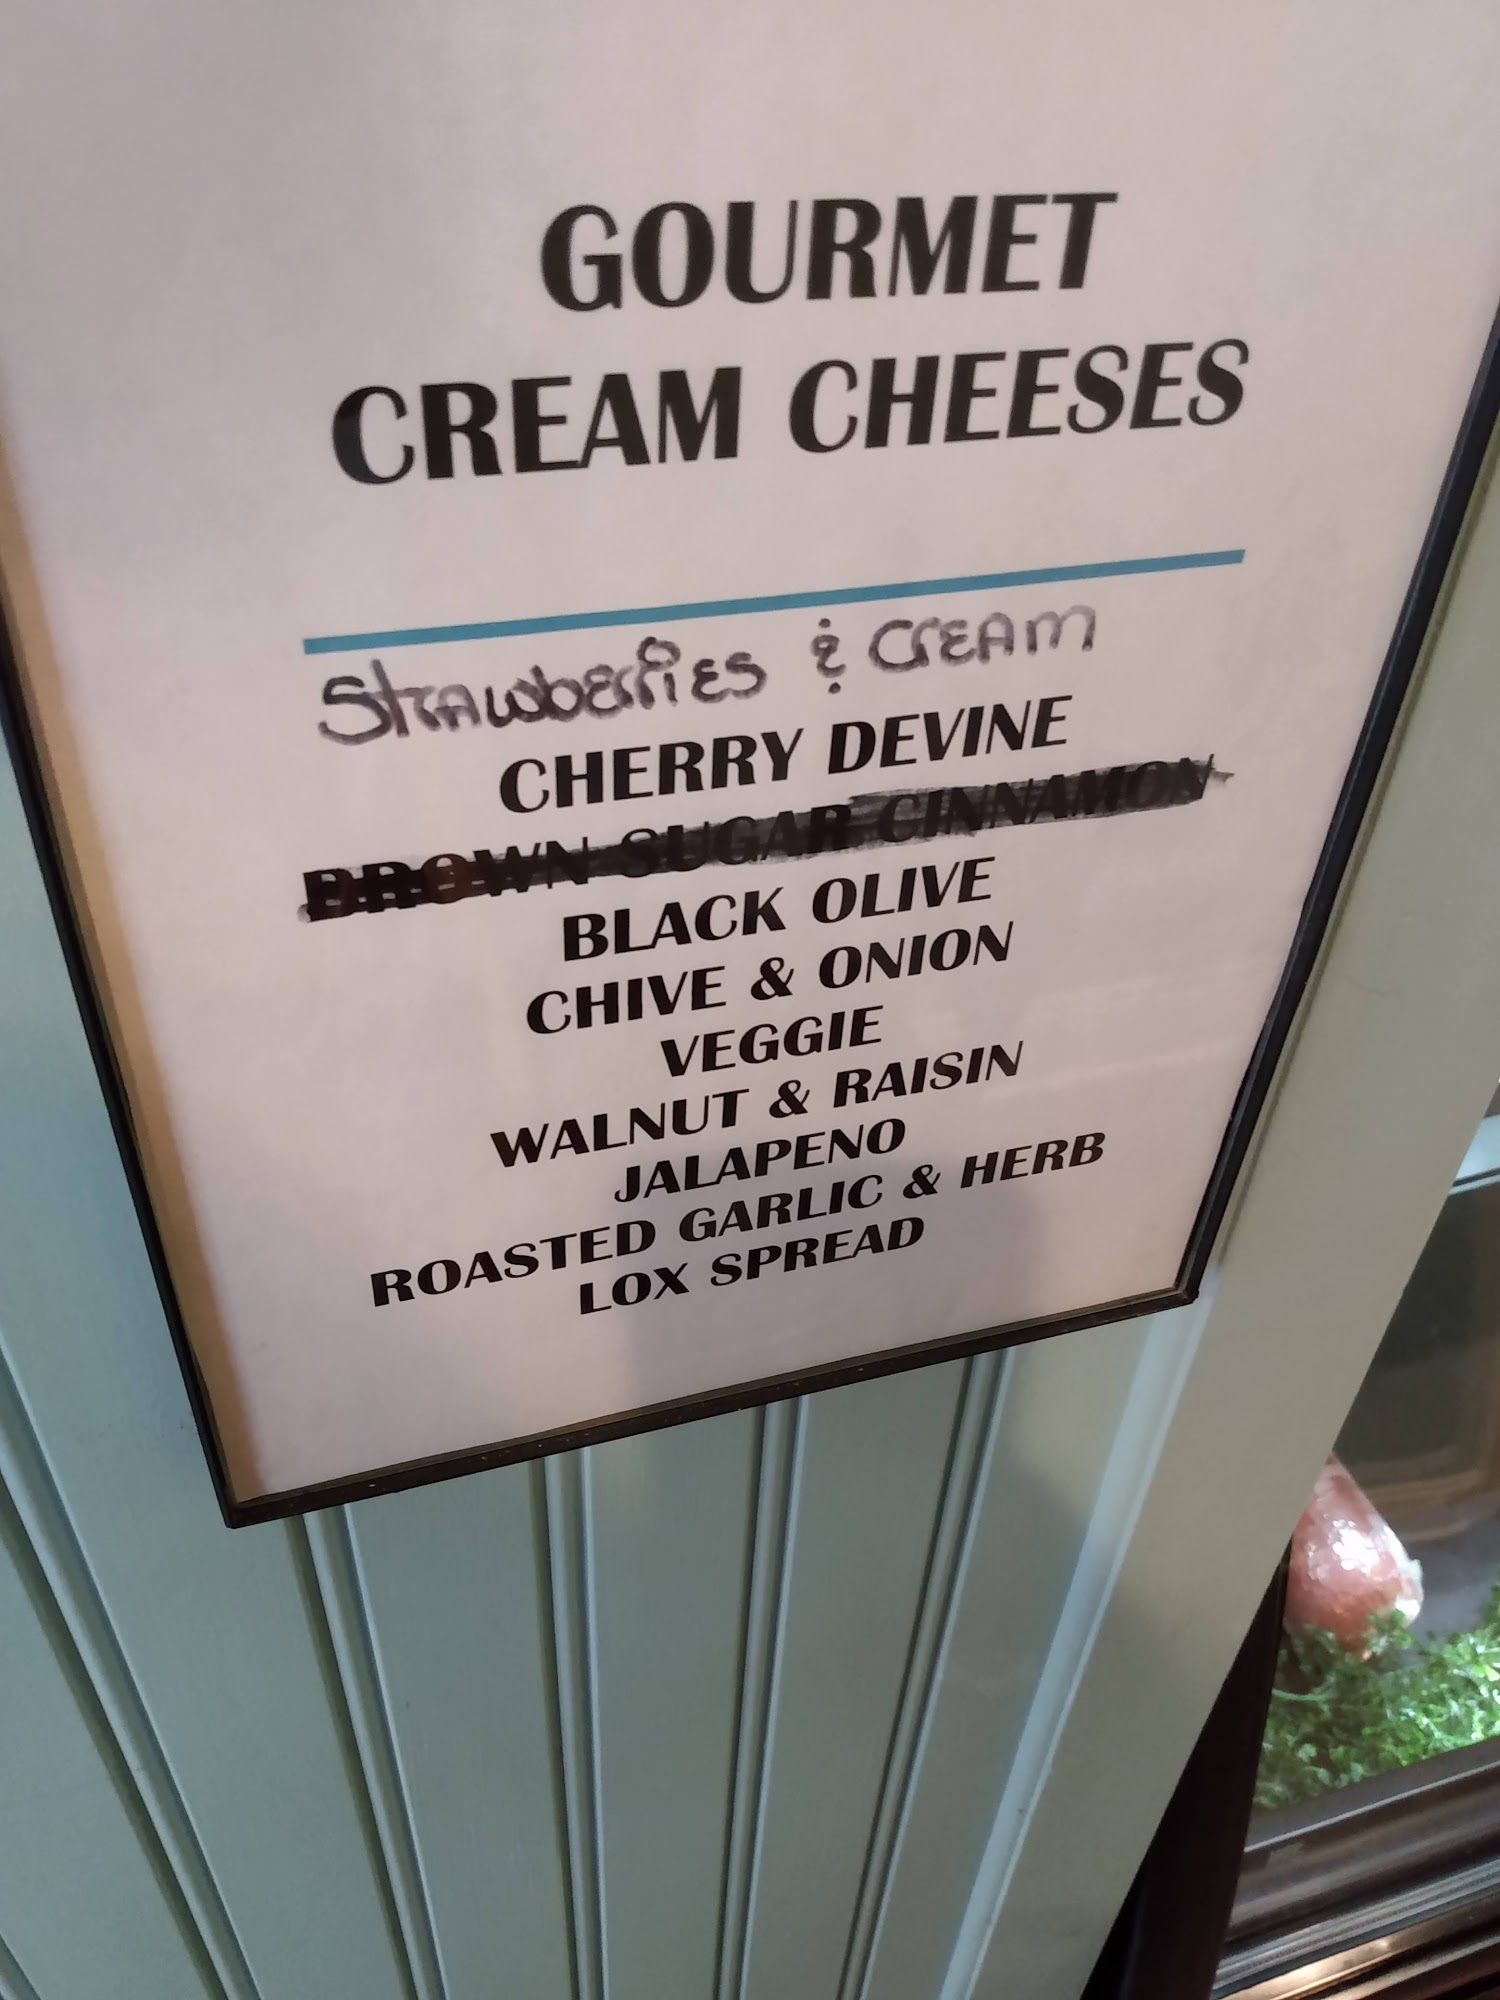 GOURMET
CREAM CHEESES
Strawberries & CREAM
CHERRY DEVINE
BROWN SUGAR CINNAMON
BLACK OLIVE
CHIVE & ONION
VEGGIE
WALNUT & RAISIN
JALAPENO
ROASTED GARLIC & HERB
LOX SPREAD